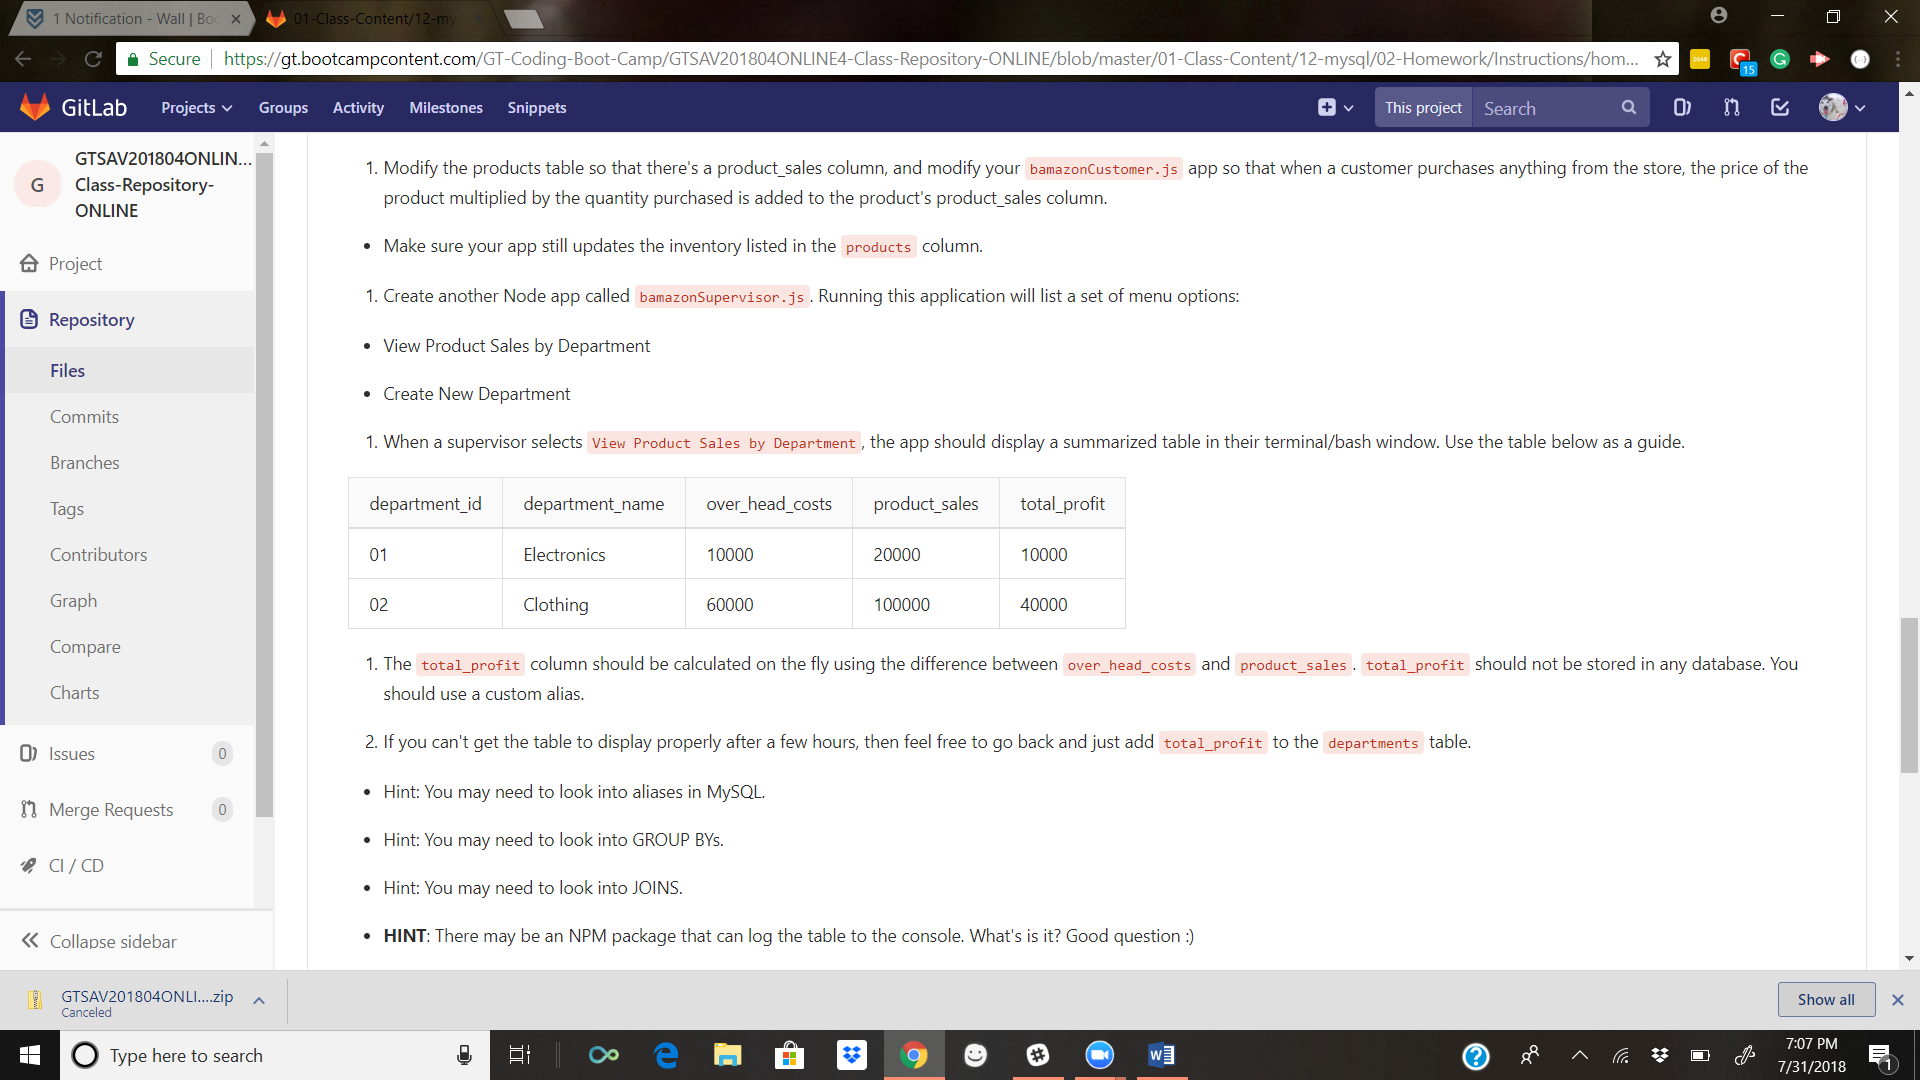 1 Notification - Wall | Boo
01-Class-Content/12-my
Secure
https://gt.bootcampcontent.com/GT-Coding-Boot-Camp/GTSAV201804ONLINE4-Class-Repository-ONLINE/blob/master/01-Class-Content/12-mysql/02-Homework/Instructions/hom...
15
GitLab
Projects
Groups
Activity
Milestones
Snippets
This project
Search
G
GTSAV201804ONLIN...
Class-Repository-
ONLINE
Project
Repository
Files
Commits
Branches
Tags
Contributors
Graph
Compare
Charts
Issues 0
Merge Requests 0
CI / CD
Collapse sidebar
1. Modify the products table so that there's a product_sales column, and modify your bamazonCustomer.js app so that when a customer purchases anything from the store, the price of the
product multiplied by the quantity purchased is added to the product's product_sales column.
• Make sure your app still updates the inventory listed in the products column.
1. Create another Node app called bamazonSupervisor.js. Running this application will list a set of menu options:
• View Product Sales by Department
• Create New Department
1. When a supervisor selects View Product Sales by Department, the app should display a summarized table in their terminal/bash window. Use the table below as a guide.
department_id department_name over_head_costs product_sales total_profit
01 Electronics 10000 20000 10000
02 Clothing 60000 100000 40000
1. The total_profit column should be calculated on the fly using the difference between over_head_costs and product_sales. total_profit should not be stored in any database. You
should use a custom alias.
2. If you can't get the table to display properly after a few hours, then feel free to go back and just add total_profit to the departments table.
• Hint: You may need to look into aliases in MySQL.
• Hint: You may need to look into GROUP BYs.
• Hint: You may need to look into JOINS.
• HINT: There may be an NPM package that can log the table to the console. What's is it? Good question :)
GTSAV201804ONLI....zip
Canceled
Show all
Type here to search
7:07 PM
7/31/2018
1